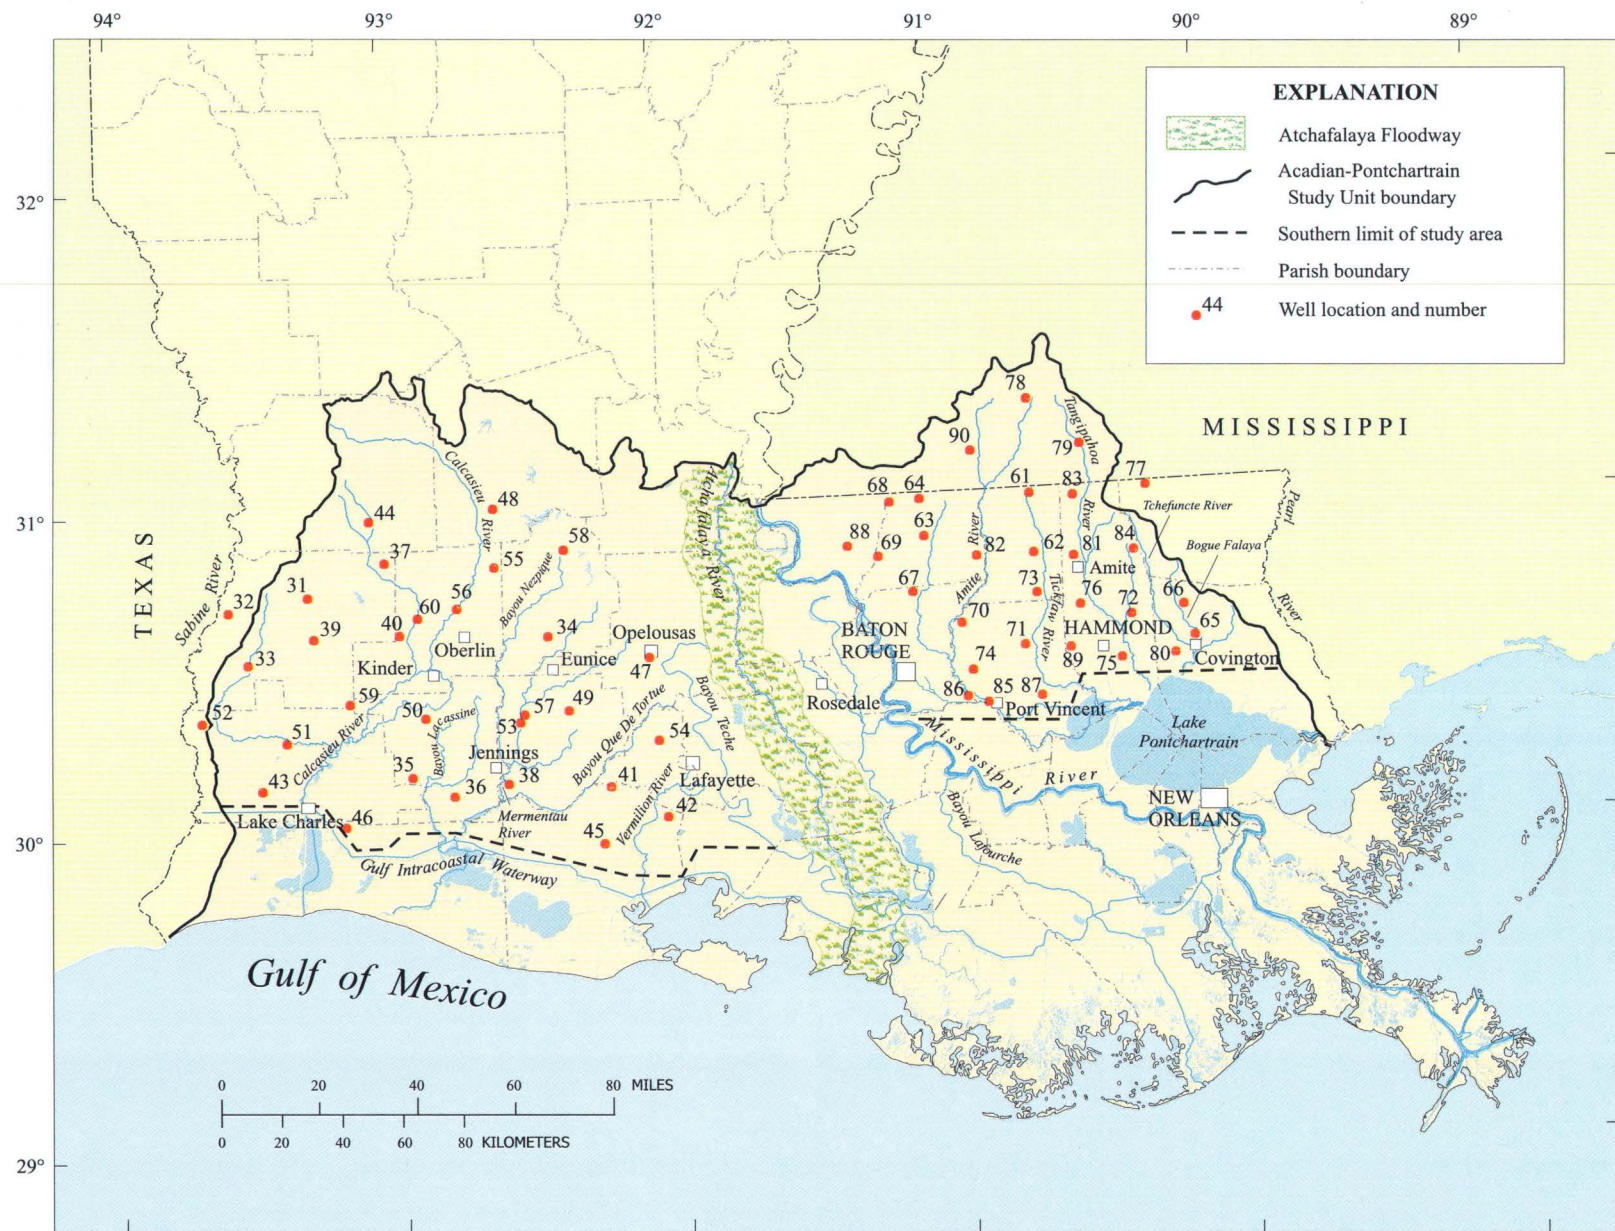 94° 93° 92° 91° 90° 89°
EXPLANATION
Atchafalaya Floodway
Acadian-Pontchartrain
Study Unit boundary
Southern limit of study area
Parish boundary
44
Well location and number
32°
31°
30°
29°
MISSISSIPPI
TEXAS
Sabine River
Calcasieu
River
Bayou Nezpique
Atchafalaya River
Tangipahoa
River
Tchefuncte River
Bogue Falaya
Pearl
River
Amite
River
Tickfaw River
78
90
79
77
68
64
61
83
48
44
58
88
69
63
82
62
81
84
37
55
Amite
31
32
56
60
67
73
76
72
66
39
40
34
70
71
65
Oberlin
Opelousas
BATON
ROUGE
HAMMOND
33
Kinder
Eunice
47
74
89
75
80
Covington
59
50
57
49
53
86
85
87
Rosedale
Port Vincent
52
51
Calcasieu River
Bayou Lacassine
Bayou Que De Tortue
Bayou Teche
54
Lake
Pontchartrain
Jennings
Mississippi
River
43
35
36
38
41
Lafayette
Vermilion River
42
NEW
ORLEANS
Lake Charles
46
Mermentau
River
45
Bayou Lafourche
Gulf Intracoastal Waterway
Gulf of Mexico
0 20 40 60 80 MILES
0 20 40 60 80 KILOMETERS